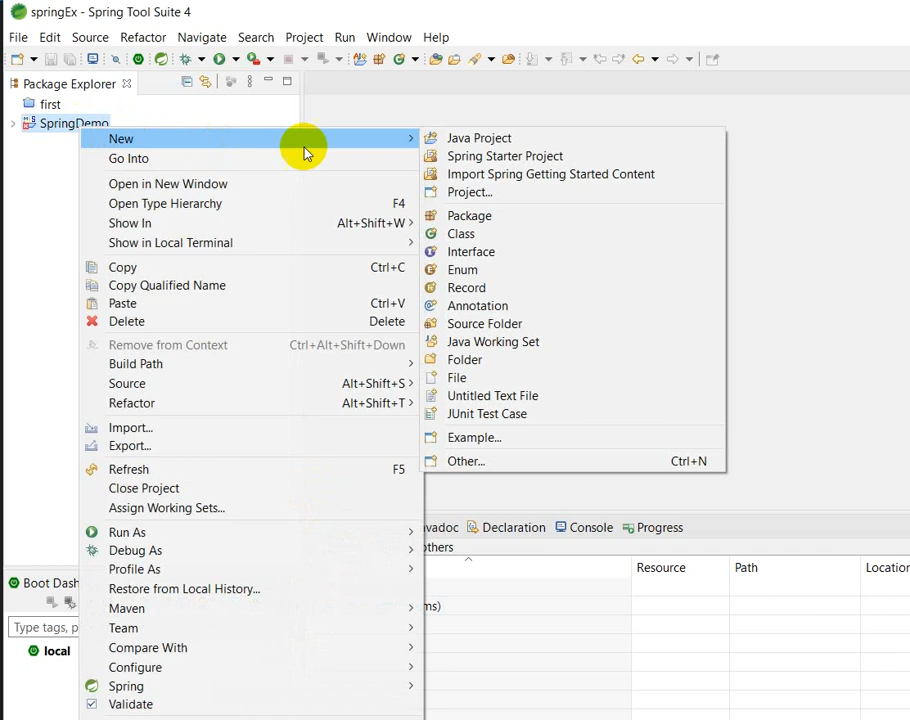 springEx - Spring Tool Suite 4
File Edit Source Refactor Navigate Search Project Run Window Help
Package Explorer
first
SpringDemo
New
Go Into
Open in New Window
Open Type Hierarchy F4
Show In Alt+Shift+W
Show in Local Terminal
Copy Ctrl+C
Copy Qualified Name
Paste Ctrl+V
Delete Delete
Remove from Context Ctrl+Alt+Shift+Down
Build Path
Source Alt+Shift+S
Refactor Alt+Shift+T
Import...
Export...
Refresh F5
Close Project
Assign Working Sets...
Run As
Debug As
Profile As
Restore from Local History...
Maven
Team
Compare With
Configure
Spring
Validate
Java Project
Spring Starter Project
Import Spring Getting Started Content
Project...
Package
Class
Interface
Enum
Record
Annotation
Source Folder
Java Working Set
Folder
File
Untitled Text File
JUnit Test Case
Example...
Other... Ctrl+N
avadoc Declaration Console Progress
others
Resource Path Location
ms)
Boot Dash
Type tags, p
local